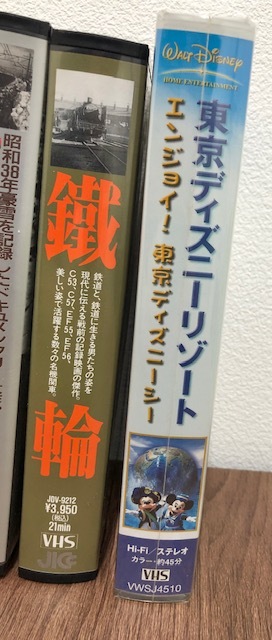 昭和38年豪雪を記録
鐵輪
鉄道と、鉄道に生きる男たちの姿を
現代に伝える戦前の記録映画の傑作。
C53、C57、EF55、EF56、
美しい姿で活躍する数々の名機関車。
JDV-9212
¥3,950
(税込)
21min
VHS
WALT DISNEY
HOME ENTERTAINMENT
東京ディズニーリゾート
エンジョイ!東京ディズニーシー
Hi-Fi/ステレオ
カラー・約45分
VHS
VWSJ4510